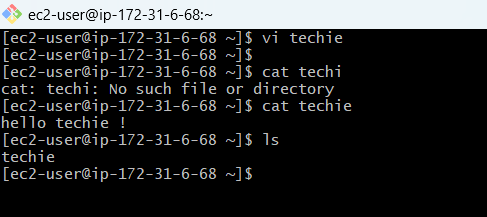 ec2-user@ip-172-31-6-68:~
[ec2-user@ip-172-31-6-68 ~]$ vi techie
[ec2-user@ip-172-31-6-68 ~]$
[ec2-user@ip-172-31-6-68 ~]$ cat techi
cat: techi: No such file or directory
[ec2-user@ip-172-31-6-68 ~]$ cat techie
hello techie !
[ec2-user@ip-172-31-6-68 ~]$ ls
techie
[ec2-user@ip-172-31-6-68 ~]$